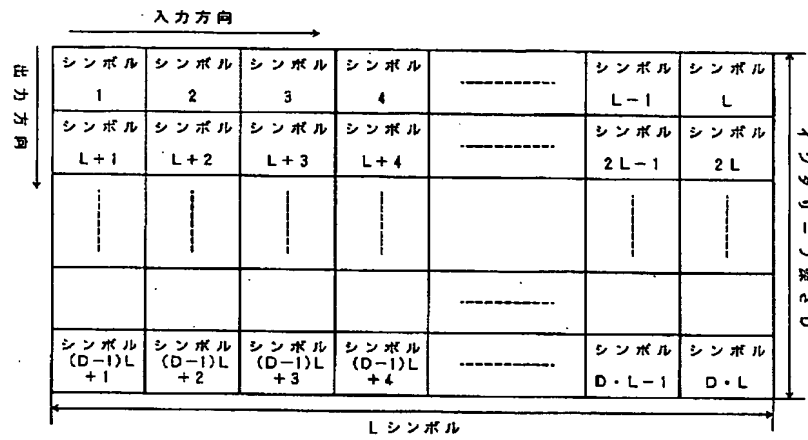 入力方向
出力方向
シンボル シンボル シンボル シンボル シンボル シンボル
1 2 3 4 L-1 L
シンボル シンボル シンボル シンボル シンボル シンボル
L+1 L+2 L+3 L+4 2L-1 2L
シンボル シンボル シンボル シンボル シンボル シンボル
(D-1)L (D-1)L (D-1)L (D-1)L
+1 +2 +3 +4 D・L-1 D・L
インタリーブ深さD
Lシンボル